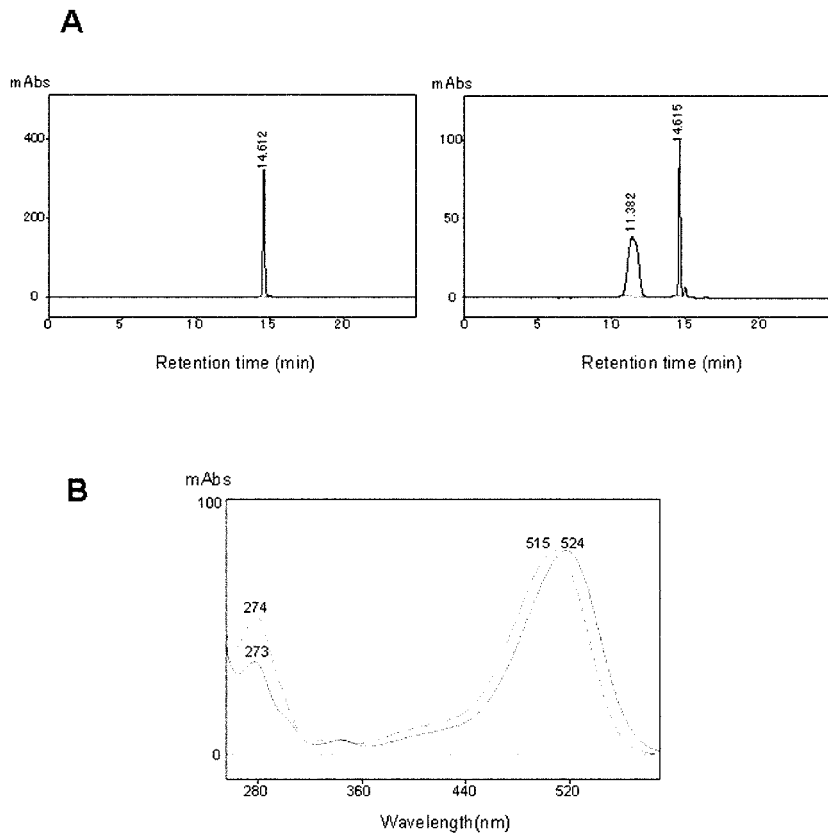 A
mAbs
400
200
0
14.612
0 5 10 15 20
Retention time (min)
mAbs
100
50
0
11.382
14.615
0 5 10 15 20
Retention time (min)
B
mAbs
100
0
274
273
515 524
280 360 440 520
Wavelength(nm)